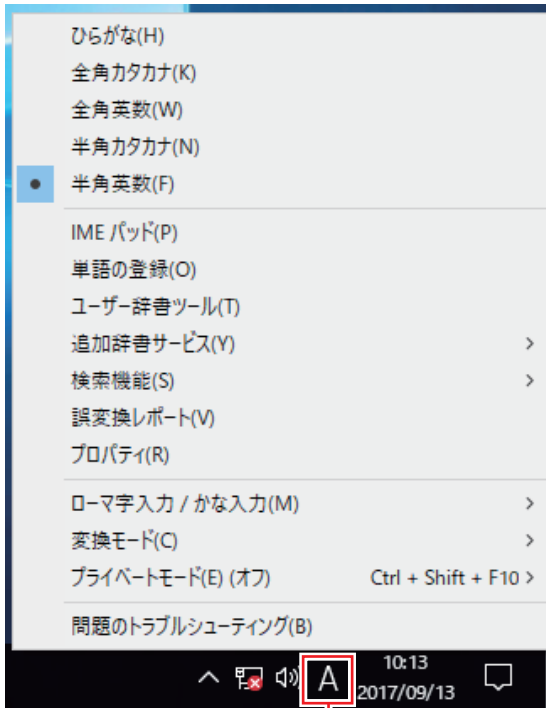 ひらがな(H)
全角カタカナ(K)
全角英数(W)
半角カタカナ(N)
半角英数(F)
IME パッド(P)
単語の登録(O)
ユーザー辞書ツール(T)
追加辞書サービス(Y)
検索機能(S)
誤変換レポート(V)
プロパティ(R)
ローマ字入力 / かな入力(M)
変換モード(C)
プライベートモード(E) (オフ) Ctrl + Shift + F10
問題のトラブルシューティング(B)
A
10:13
2017/09/13